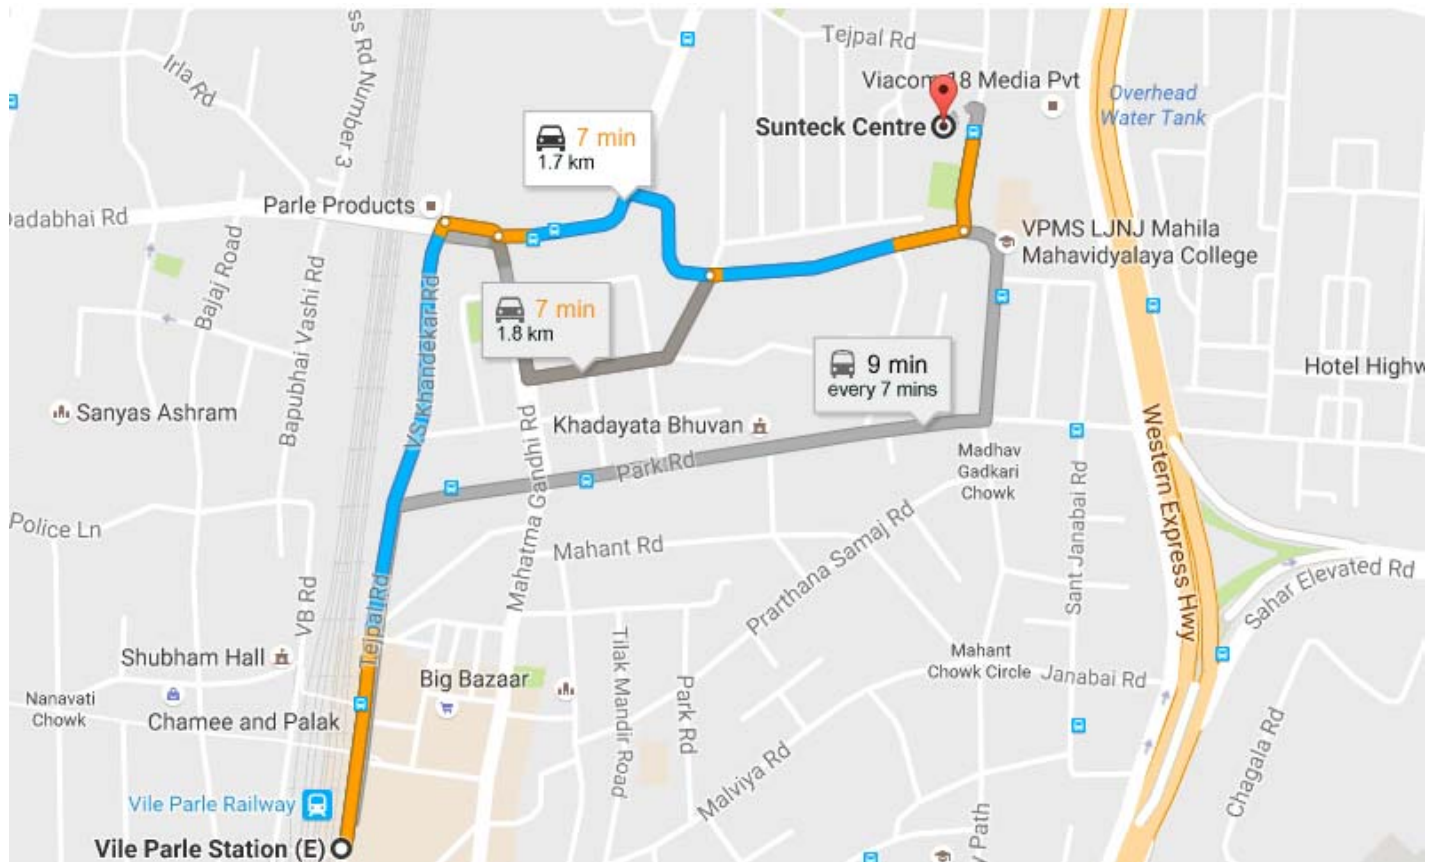 Tejpal Rd
Irla Rd
ss Rd Number 3
Viacom 18 Media Pvt
Overhead
Water Tank
Sunteck Centre
7 min
1.7 km
Parle Products
Dadabhai Rd
VPMS LJNJ Mahila
Mahavidyalaya College
Bajaj Road
Bapubhai Vashi Rd
VS Khandekar Rd
7 min
1.8 km
9 min
every 7 mins
Hotel Highw
Sanyas Ashram
Khadayata Bhuvan
Mahatma Gandhi Rd
Park Rd
Madhav
Gadkari
Chowk
Western Express Hwy
Police Ln
Mahant Rd
Prarthana Samaj Rd
Sant Janabai Rd
Sahar Elevated Rd
VB Rd
Tejpal Rd
Shubham Hall
Big Bazaar
Tilak Mandir Road
Park Rd
Mahant
Chowk Circle
Janabai Rd
Nanavati
Chowk
Chamee and Palak
Malviya Rd
Chagala Rd
Vile Parle Railway
Vile Parle Station (E)
y Path